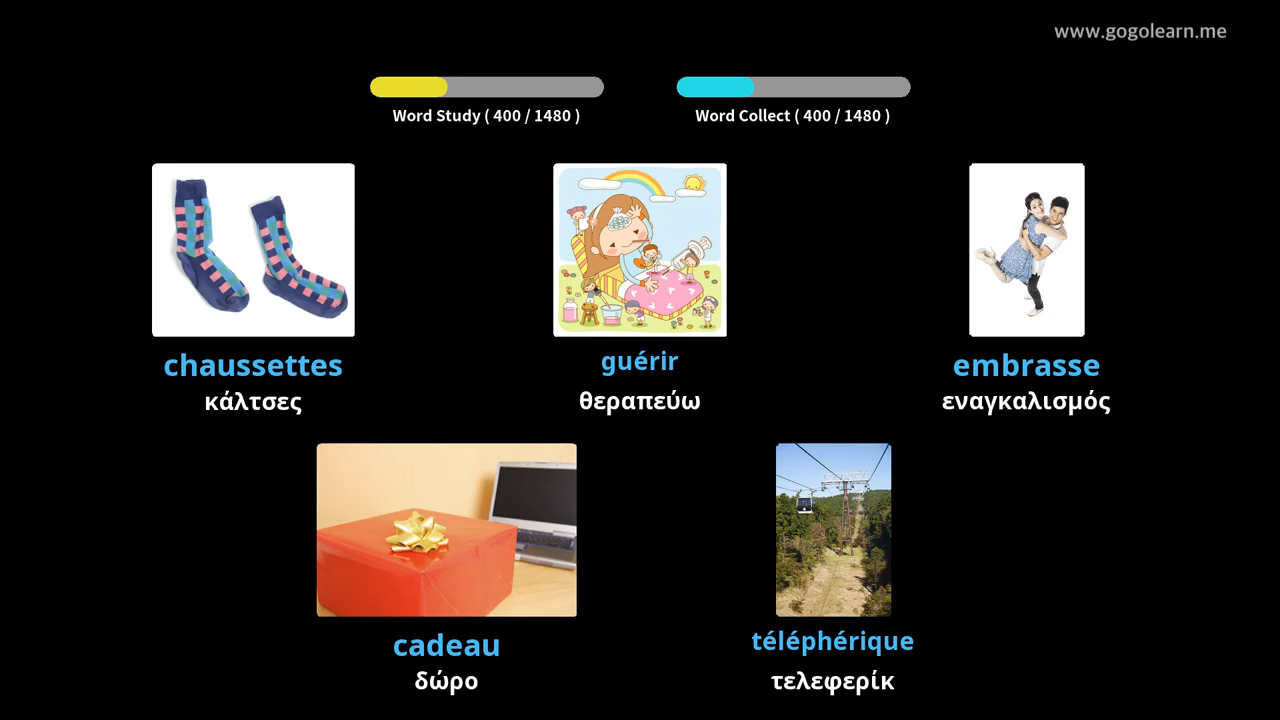 www.gogolearn.me
Word Study ( 400 / 1480 )
Word Collect ( 400 / 1480 )
chaussettes
κάλτσες
guérir
θεραπεύω
embrasse
εναγκαλισμός
cadeau
δώρο
téléphérique
τελεφερίκ